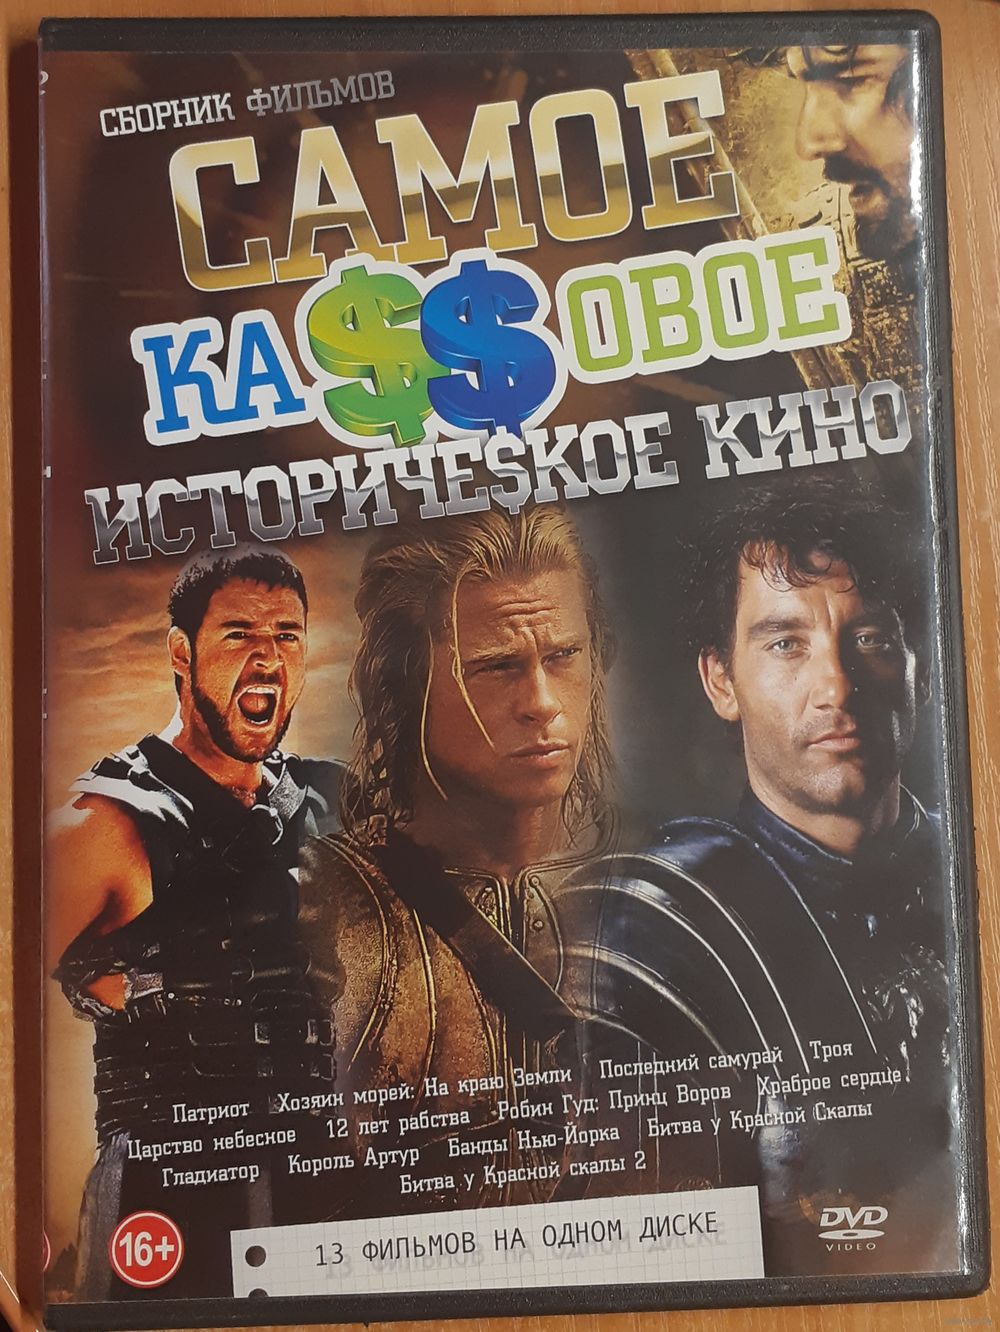 СБОРНИК ФИЛЬМОВ
САМОЕ
КА$$ОВОЕ
ИСТОРИЧЕ$КОЕ КИНО
Патриот Хозяин морей: На краю Земли Последний самурай Троя
Царство небесное 12 лет рабства Робин Гуд: Принц Воров Храброе сердце
Гладиатор Король Артур Банды Нью-Йорка Битва у Красной Скалы
Битва у Красной скалы 2
16+
13 ФИЛЬМОВ НА ОДНОМ ДИСКЕ
DVD
VIDEO